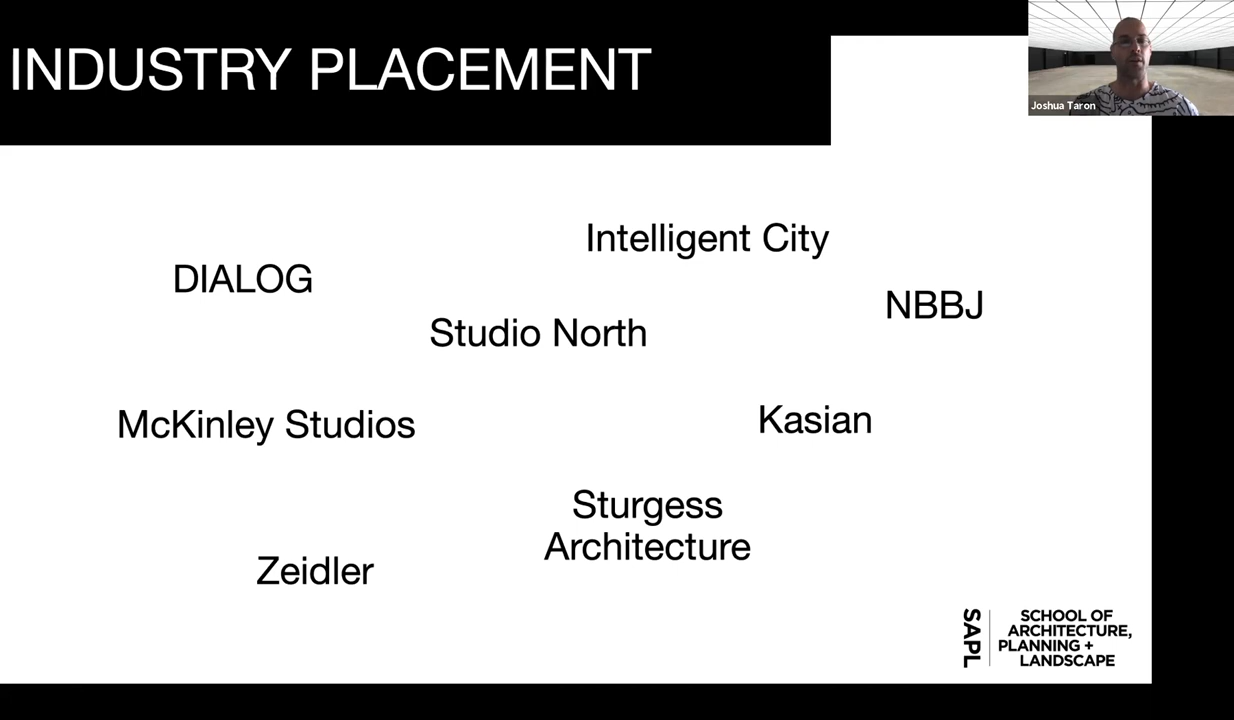 INDUSTRY PLACEMENT
Joshua Taron
Intelligent City
DIALOG
NBBJ
Studio North
McKinley Studios
Kasian
Sturgess
Architecture
Zeidler
SAPL
SCHOOL OF
ARCHITECTURE,
PLANNING +
LANDSCAPE